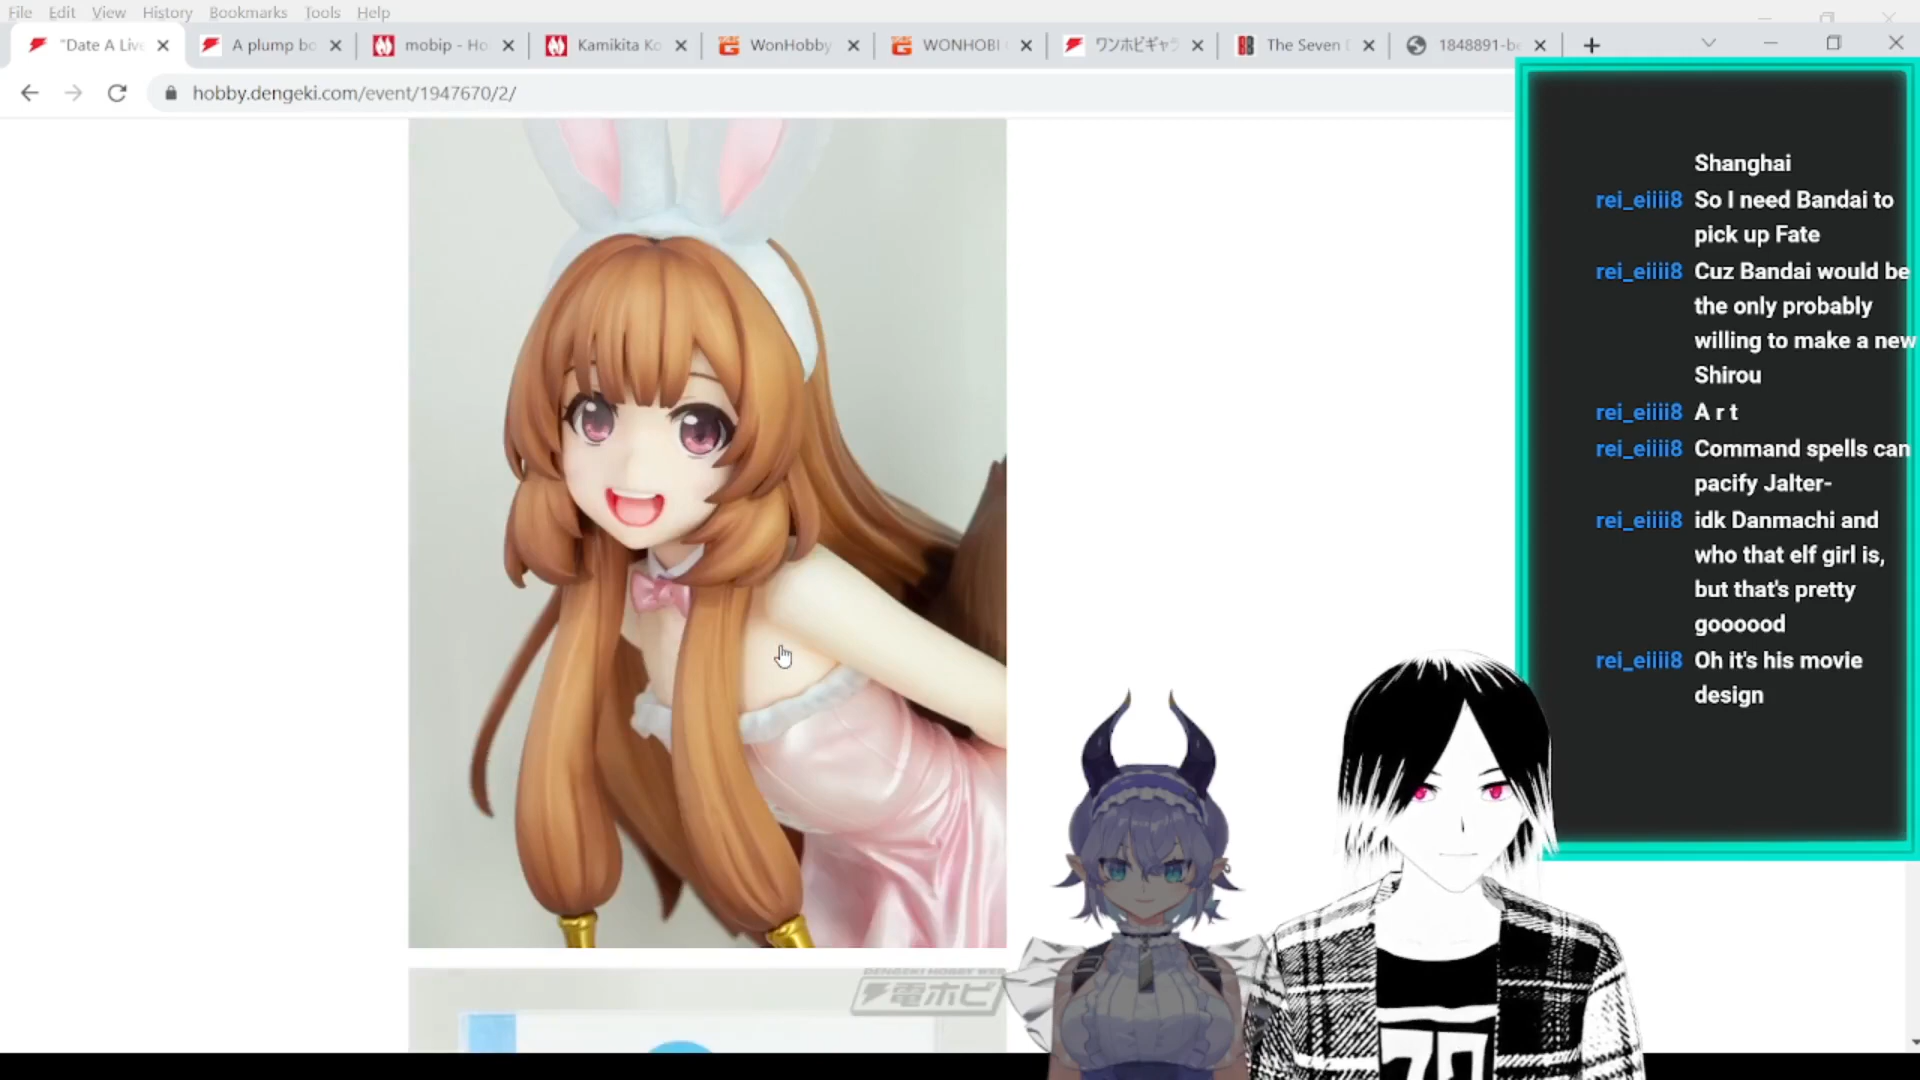 File Edit View History Bookmarks Tools Help
"Date A Live
A plump bo
mobip - Ho
Kamikita Ko
WonHobby
WONHOBI
ワンホビギャラ
The Seven
1848891-be
hobby.dengeki.com/event/1947670/2/
Shanghai
rei_eiiii8 So I need Bandai to
pick up Fate
rei_eiiii8 Cuz Bandai would be
the only probably
willing to make a new
Shirou
rei_eiiii8 A r t
rei_eiiii8 Command spells can
pacify Jalter-
rei_eiiii8 idk Danmachi and
who that elf girl is,
but that's pretty
goooood
rei_eiiii8 Oh it's his movie
design
DENGEKI HOBBY WEB
電ホビ